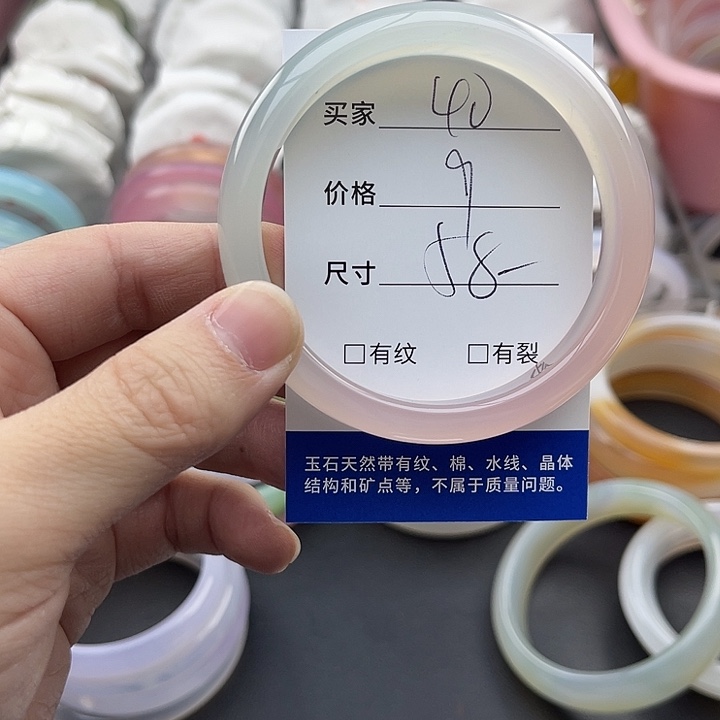 买家 40
价格 9
尺寸 58-
□有纹 □有裂
玉石天然带有纹、棉、水线、晶体
结构和矿点等，不属于质量问题。